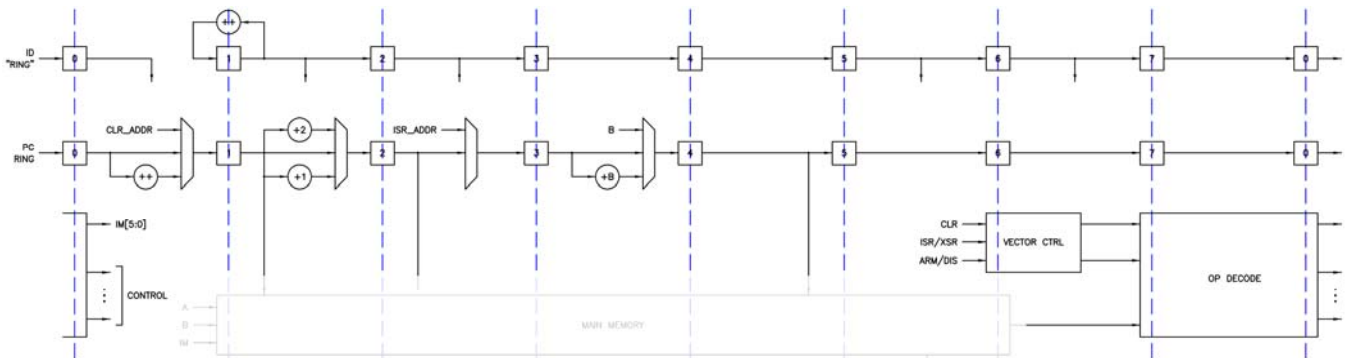 ++
ID
"RING"
0 1 2 3 4 5 6 7 0
CLR_ADDR
+2
ISR_ADDR
B
PC
RING
0 1 2 3 4 5 6 7 0
++
+1
+B
IM[5:0]
CONTROL
CLR
ISR/XSR
ARM/DIS
VECTOR CTRL
OP DECODE
A
B
IM
MAIN MEMORY